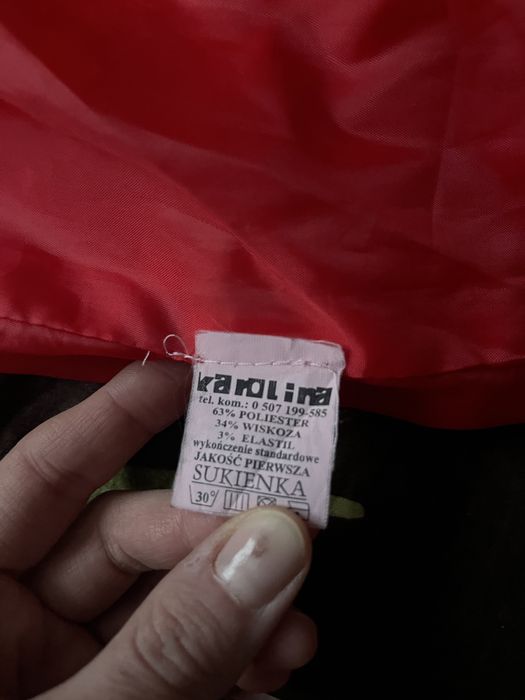 karolina
tel. kom.: 0 507 199-585
63% POLIESTER
34% WISKOZA
3% ELASTIL
wykończenie standardowe
JAKOŚĆ PIERWSZA
SUKIENKA
30°